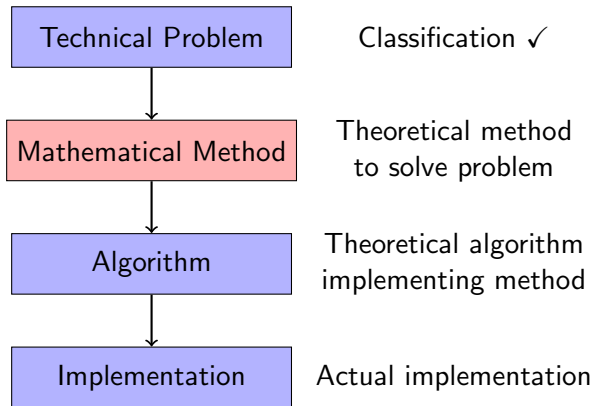 Technical Problem
Classification ✓
Mathematical Method
Theoretical method
to solve problem
Algorithm
Theoretical algorithm
implementing method
Implementation
Actual implementation